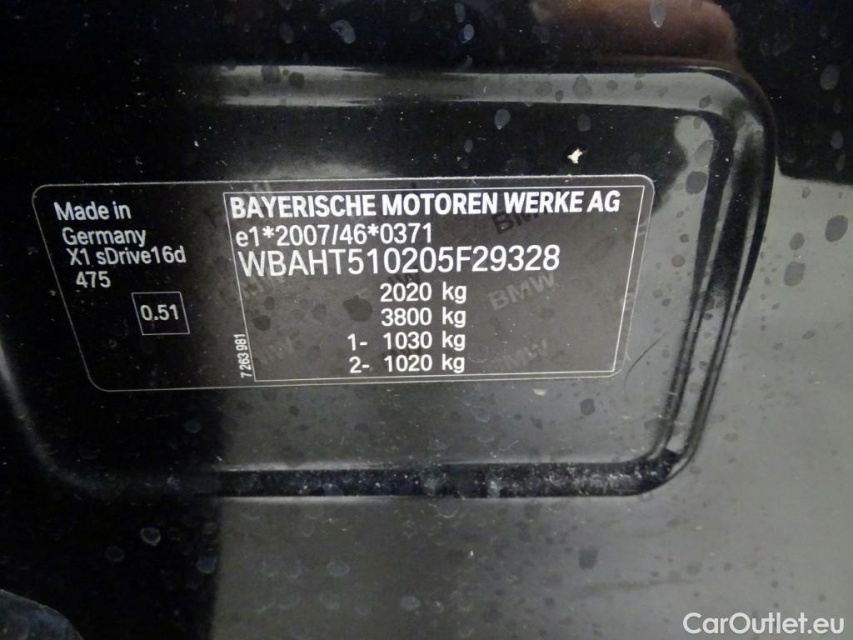 Made in
Germany
X1 sDrive16d
475
0.51
BAYERISCHE MOTOREN WERKE AG
e1*2007/46*0371
WBAHT510205F29328
2020 kg
3800 kg
1- 1030 kg
2- 1020 kg
7 263 981
BMW
CarOutlet.eu